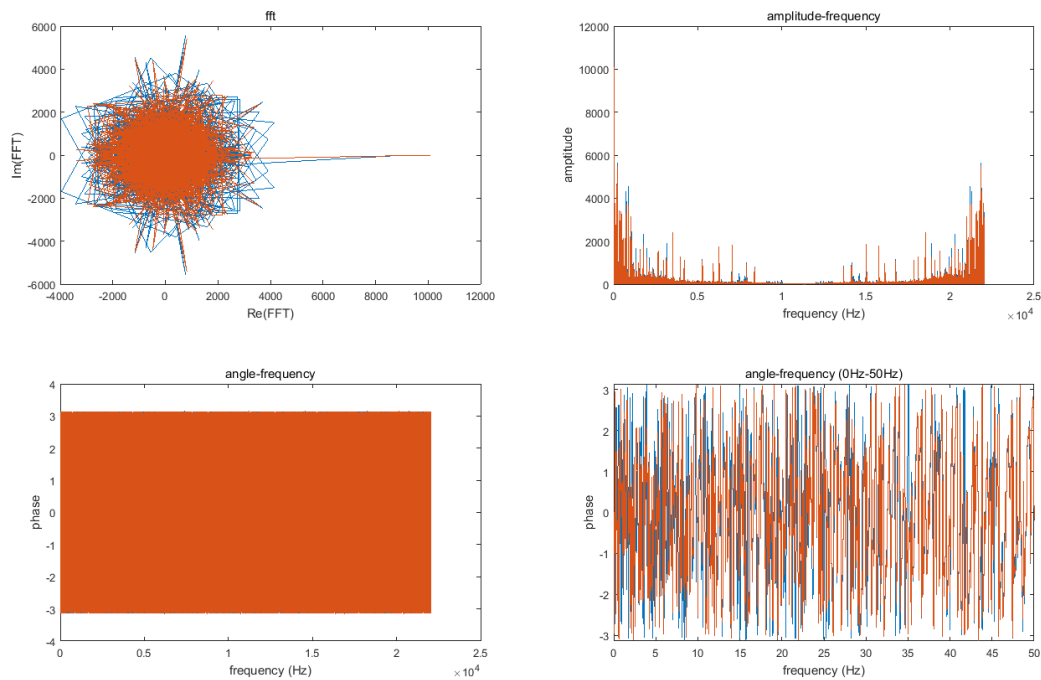 fft
6000
4000
2000
0
-2000
-4000
-6000
Im(FFT)
-4000 -2000 0 2000 4000 6000 8000 10000 12000
Re(FFT)
amplitude-frequency
12000
10000
8000
6000
4000
2000
0
amptitude
0 0.5 1 1.5 2 2.5
frequency (Hz)
×10⁴
angle-frequency
4
3
2
1
0
-1
-2
-3
-4
phase
0 0.5 1 1.5 2 2.5
frequency (Hz)
×10⁴
angle-frequency (0Hz-50Hz)
3
2
1
0
-1
-2
-3
phase
0 5 10 15 20 25 30 35 40 45 50
frequency (Hz)